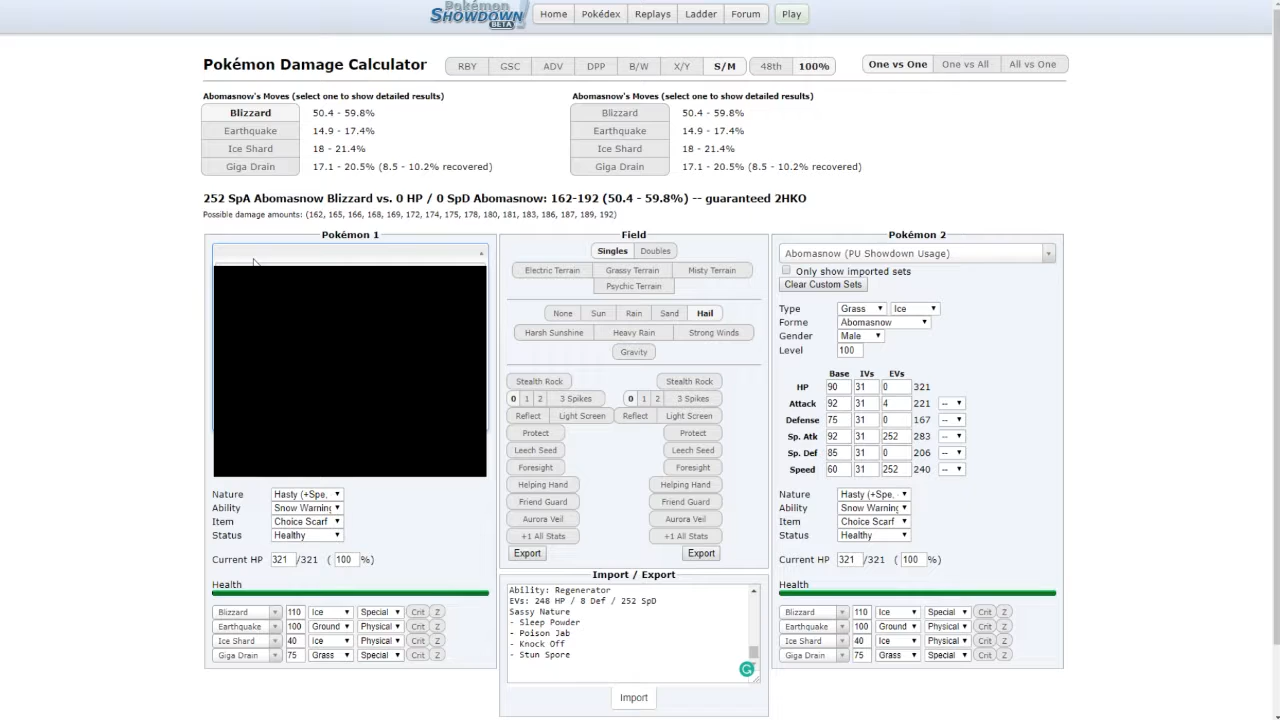 Pokémon
SHOWDOWN
BETA
Home
Pokédex
Replays
Ladder
Forum
Play
Pokémon Damage Calculator
RBY GSC ADV DPP B/W X/Y S/M
48th 100%
One vs One One vs All All vs One
Abomasnow's Moves (select one to show detailed results)
Blizzard 50.4 - 59.8%
Earthquake 14.9 - 17.4%
Ice Shard 18 - 21.4%
Giga Drain 17.1 - 20.5% (8.5 - 10.2% recovered)
Abomasnow's Moves (select one to show detailed results)
Blizzard 50.4 - 59.8%
Earthquake 14.9 - 17.4%
Ice Shard 18 - 21.4%
Giga Drain 17.1 - 20.5% (8.5 - 10.2% recovered)
252 SpA Abomasnow Blizzard vs. 0 HP / 0 SpD Abomasnow: 162-192 (50.4 - 59.8%) -- guaranteed 2HKO
Possible damage amounts: (162, 165, 166, 168, 169, 172, 174, 175, 178, 180, 181, 183, 186, 187, 189, 192)
Pokémon 1
Nature Hasty (+Spe,
Ability Snow Warning
Item Choice Scarf
Status Healthy
Current HP 321 /321 ( 100 %)
Health
Blizzard 110 Ice Special Crit Z
Earthquake 100 Ground Physical Crit Z
Ice Shard 40 Ice Physical Crit Z
Giga Drain 75 Grass Special Crit Z
Field
Singles Doubles
Electric Terrain Grassy Terrain Misty Terrain
Psychic Terrain
None Sun Rain Sand Hail
Harsh Sunshine Heavy Rain Strong Winds
Gravity
Stealth Rock Stealth Rock
0 1 2 3 Spikes 0 1 2 3 Spikes
Reflect Light Screen Reflect Light Screen
Protect Protect
Leech Seed Leech Seed
Foresight Foresight
Helping Hand Helping Hand
Friend Guard Friend Guard
Aurora Veil Aurora Veil
+1 All Stats +1 All Stats
Export Export
Import / Export
Ability: Regenerator
EVs: 248 HP / 8 Def / 252 SpD
Sassy Nature
- Sleep Powder
- Poison Jab
- Knock Off
- Stun Spore
G
Import
Pokémon 2
Abomasnow (PU Showdown Usage)
Only show imported sets
Clear Custom Sets
Type Grass Ice
Forme Abomasnow
Gender Male
Level 100
Base IVs EVs
HP 90 31 0 321
Attack 92 31 4 221 --
Defense 75 31 0 167 --
Sp. Atk 92 31 252 283 --
Sp. Def 85 31 0 206 --
Speed 60 31 252 240 --
Nature Hasty (+Spe, -
Ability Snow Warning
Item Choice Scarf
Status Healthy
Current HP 321 /321 ( 100 %)
Health
Blizzard 110 Ice Special Crit Z
Earthquake 100 Ground Physical Crit Z
Ice Shard 40 Ice Physical Crit Z
Giga Drain 75 Grass Special Crit Z